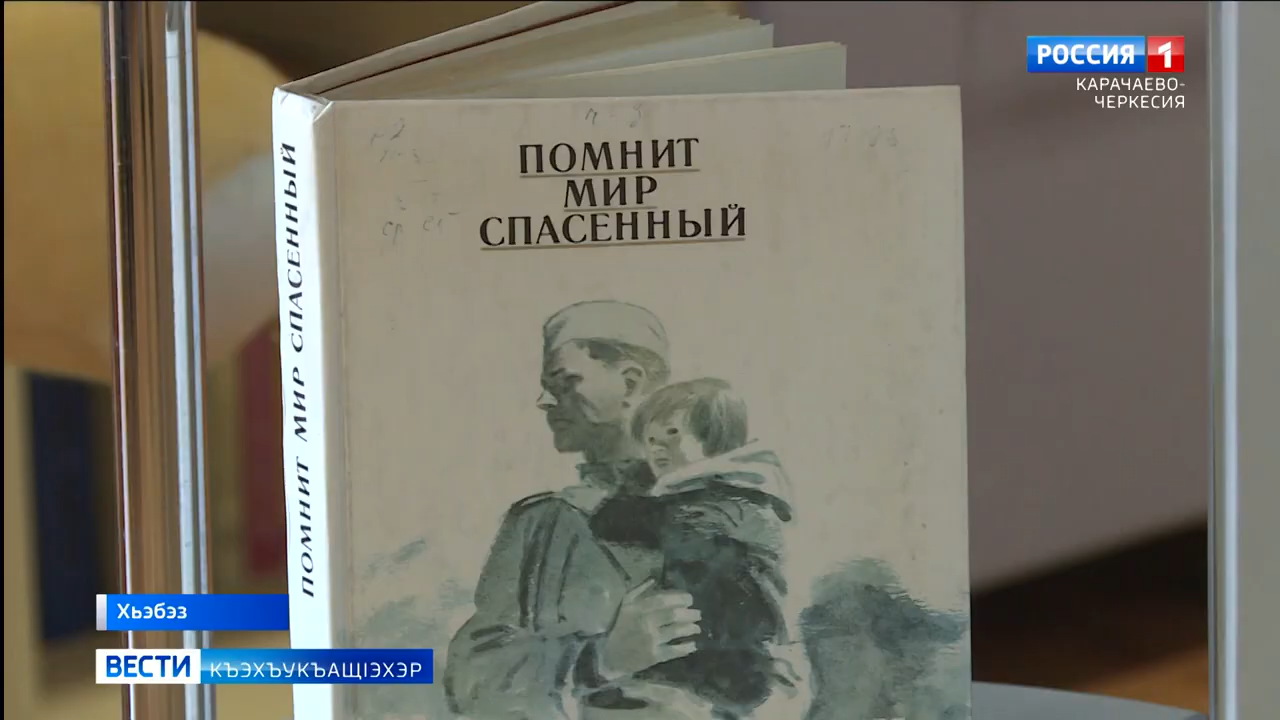 РОССИЯ 1
КАРАЧАЕВО-
ЧЕРКЕСИЯ
ПОМНИТ
МИР
СПАСЕННЫЙ
ПОМНИТ МИР СПАСЕННЫЙ
Хьэбэз
ВЕСТИ КЪЭХЪУКЪАЩIЭХЭР